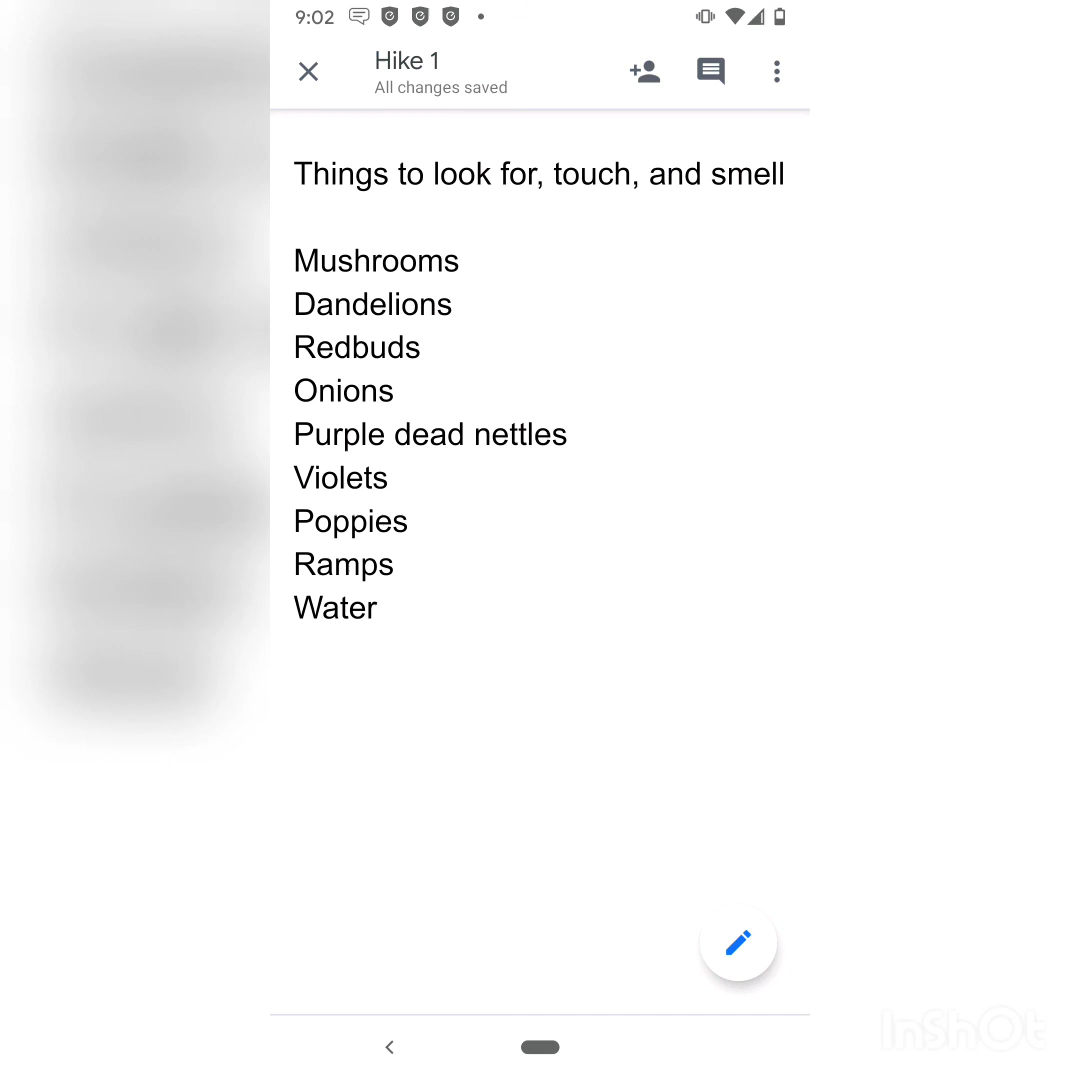 9:02
Hike 1
All changes saved
Things to look for, touch, and smell
Mushrooms
Dandelions
Redbuds
Onions
Purple dead nettles
Violets
Poppies
Ramps
Water
InShOt